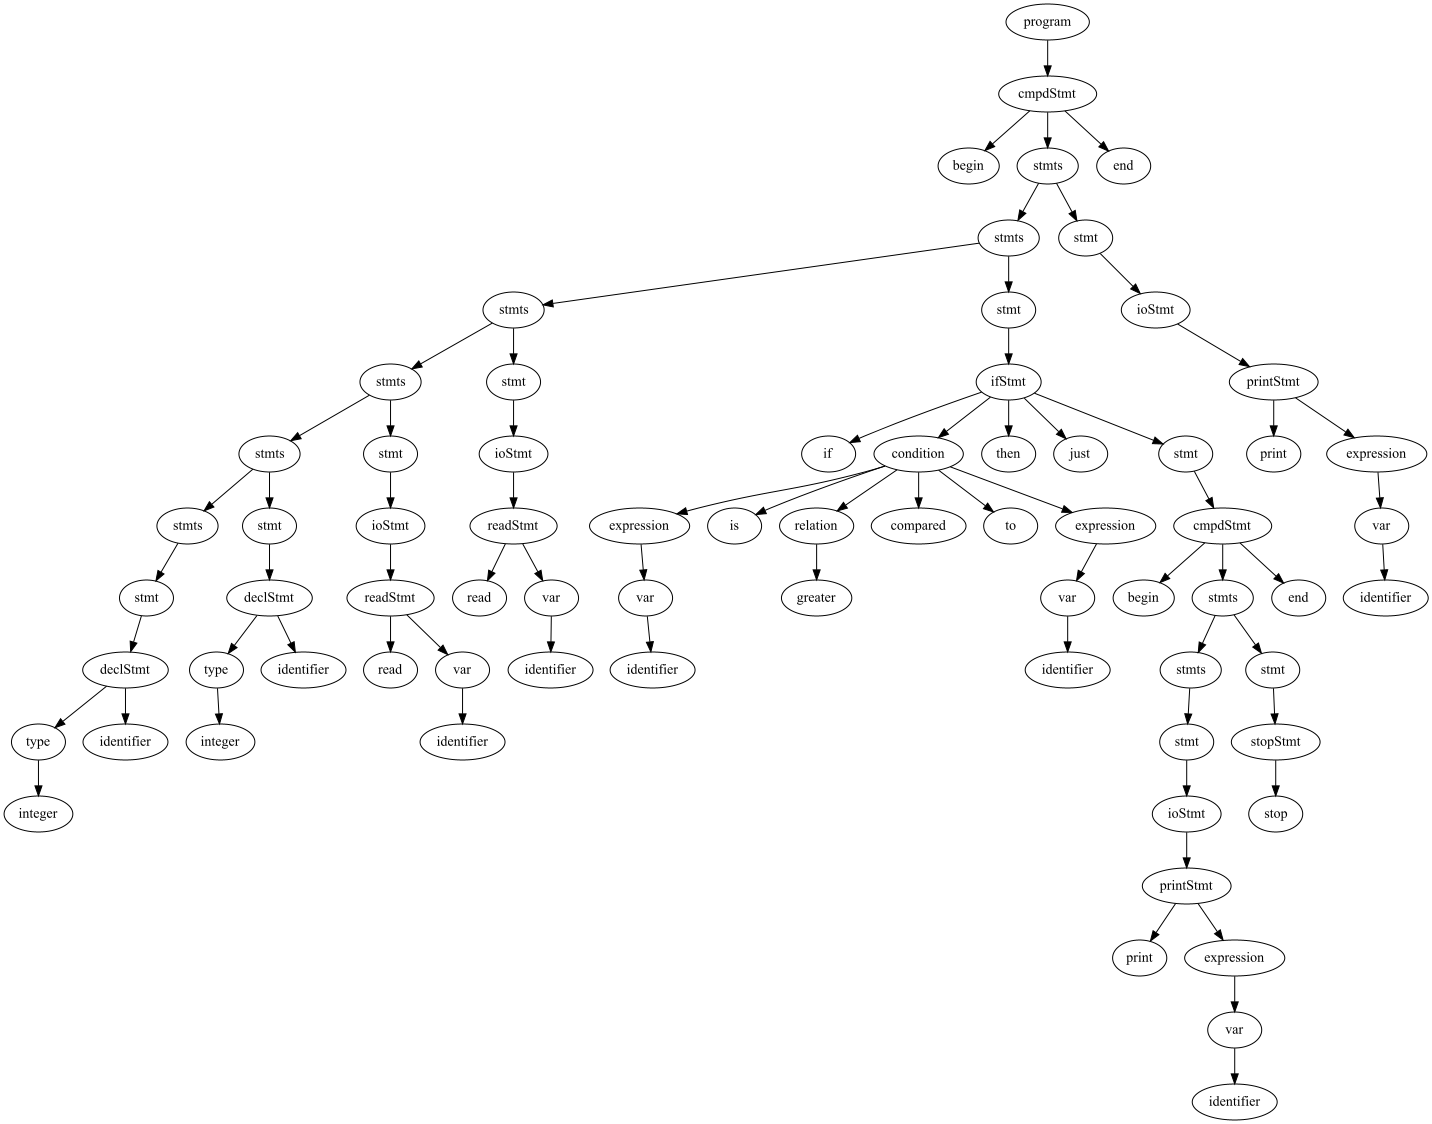 program
cmpdStmt
begin
stmts
end
stmts
stmt
stmts
stmt
ioStmt
stmts
stmt
ifStmt
printStmt
stmts
stmt
ioStmt
if
condition
then
just
stmt
print
expression
stmts
stmt
ioStmt
readStmt
expression
is
relation
compared
to
expression
cmpdStmt
var
stmt
declStmt
readStmt
read
var
var
greater
var
begin
stmts
end
identifier
declStmt
type
identifier
read
var
identifier
identifier
identifier
stmts
stmt
type
identifier
integer
identifier
stmt
stopStmt
integer
ioStmt
stop
printStmt
print
expression
var
identifier